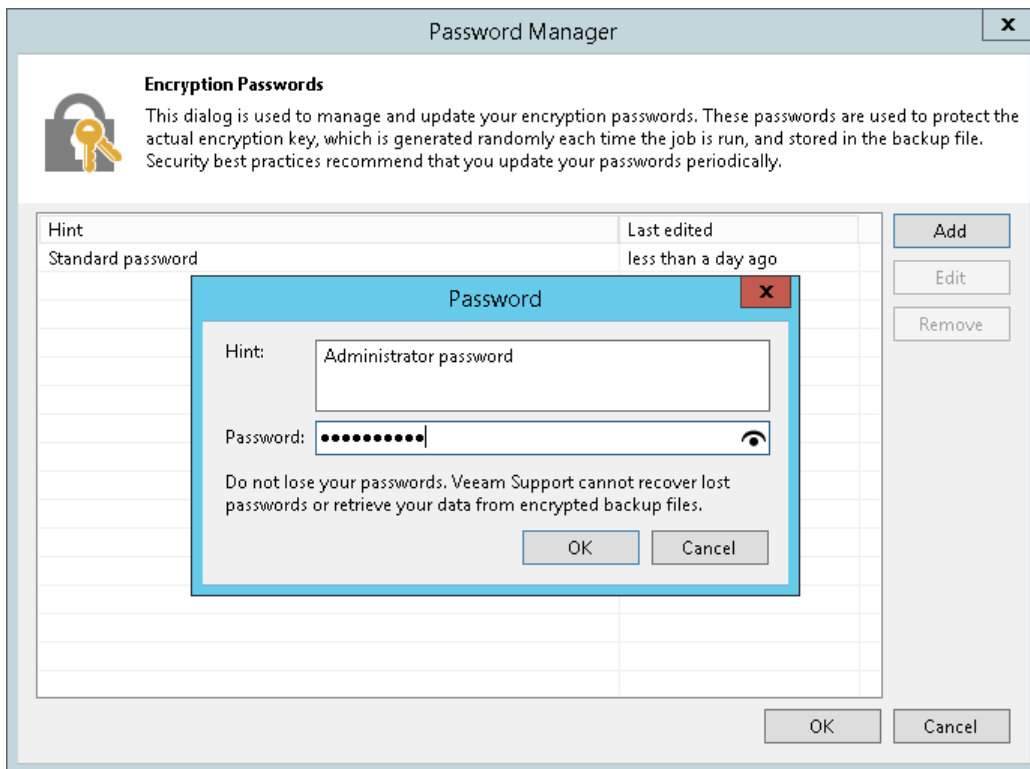 Password Manager
x
Encryption Passwords
This dialog is used to manage and update your encryption passwords. These passwords are used to protect the
actual encryption key, which is generated randomly each time the job is run, and stored in the backup file.
Security best practices recommend that you update your passwords periodically.
Hint Last edited
Add
Standard password less than a day ago
Edit
Remove
Password
x
Hint: Administrator password
Password: ••••••••••
Do not lose your passwords. Veeam Support cannot recover lost
passwords or retrieve your data from encrypted backup files.
OK Cancel
OK Cancel